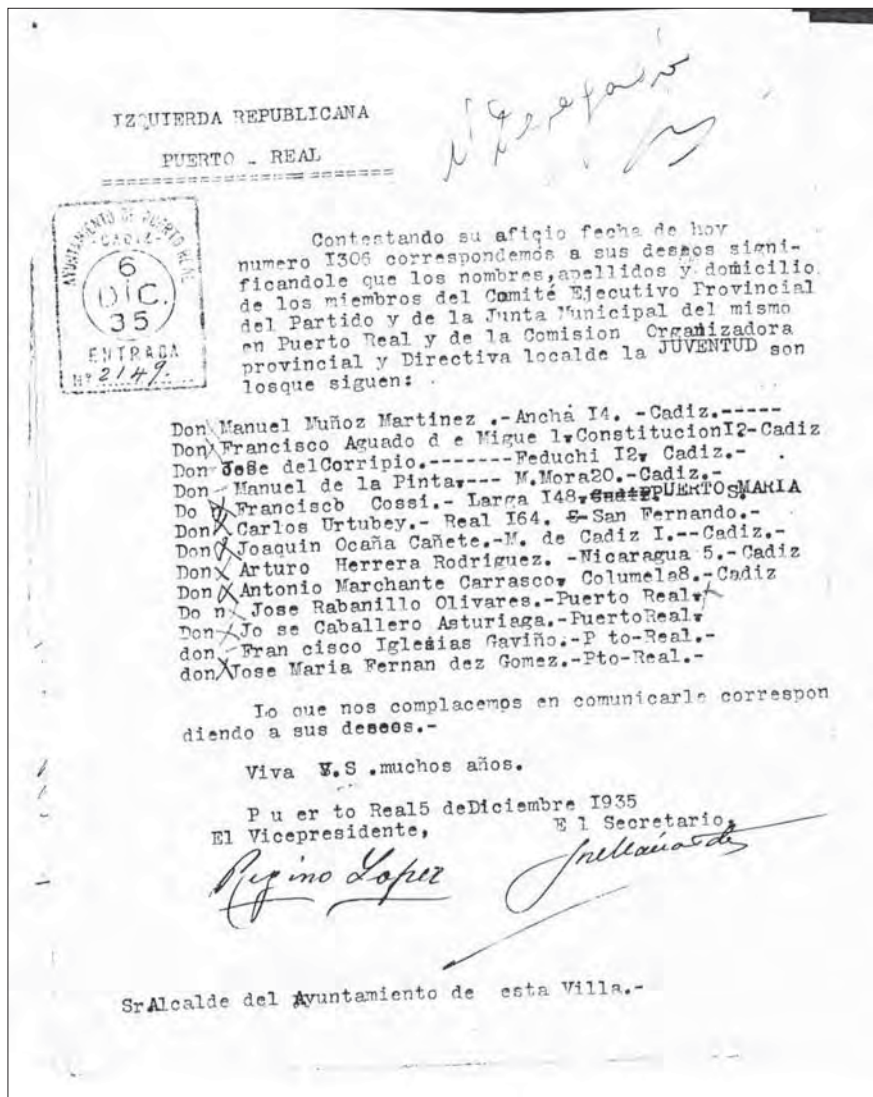 IZQUIERDA REPUBLICANA
PUERTO - REAL
AYUNTAMIENTO DE PUERTO REAL
-CADIZ-
6
DIC.
35
ENTRADA
Nº 2149.
Contestando su aficio fecha de hoy
numero I306 correspondemos a sus deseos signi-
ficandole que los nombres,apellidos y domicilio
de los miembros del Comité Ejecutivo Provincial
del Partido y de la Junta Municipal del mismo
en Puerto Real y de la Comision Organizadora
provincial y Directiva localde la JUVENTUD son
losque siguen:
Don Manuel Muñoz Martinez .-Ancha I4. -Cadiz.-----
Don Francisco Aguado d e Migue l. Constitucion I2-Cadiz
Don Jose delCorripio.-------Feduchi I2, Cadiz.-
Don Manuel de la Pinta,--- M.Mora20.-Cadiz.-
Do n Francisco Cossi.- Larga I48, PUERTO SMARIA
Don Carlos Urtubey.- Real I64. -San Fernando.-
Don Joaquin Ocaña Cañete.-M. de Cadiz I.--Cadiz.-
Don Arturo Herrera Rodriguez. -Nicaragua 5.-Cadiz
Don Antonio Marchante Carrasco, Columela8.-Cadiz
Do n Jose Rabanillo Olivares.-Puerto Real.
Don Jo se Caballero Asturiaga.-PuertoReal.
don Fran cisco Iglesias Gaviño.-P to-Real.-
don Jose Maria Fernan dez Gomez.-Pto-Real.-
Lo que nos complacemos en comunicarle correspon
diendo a sus deseos.-
Viva V.S .muchos años.
P u er to Real5 deDiciembre I935
El Vicepresidente, E l Secretario,
Regino Lopez
SrAlcalde del Ayuntamiento de esta Villa.-